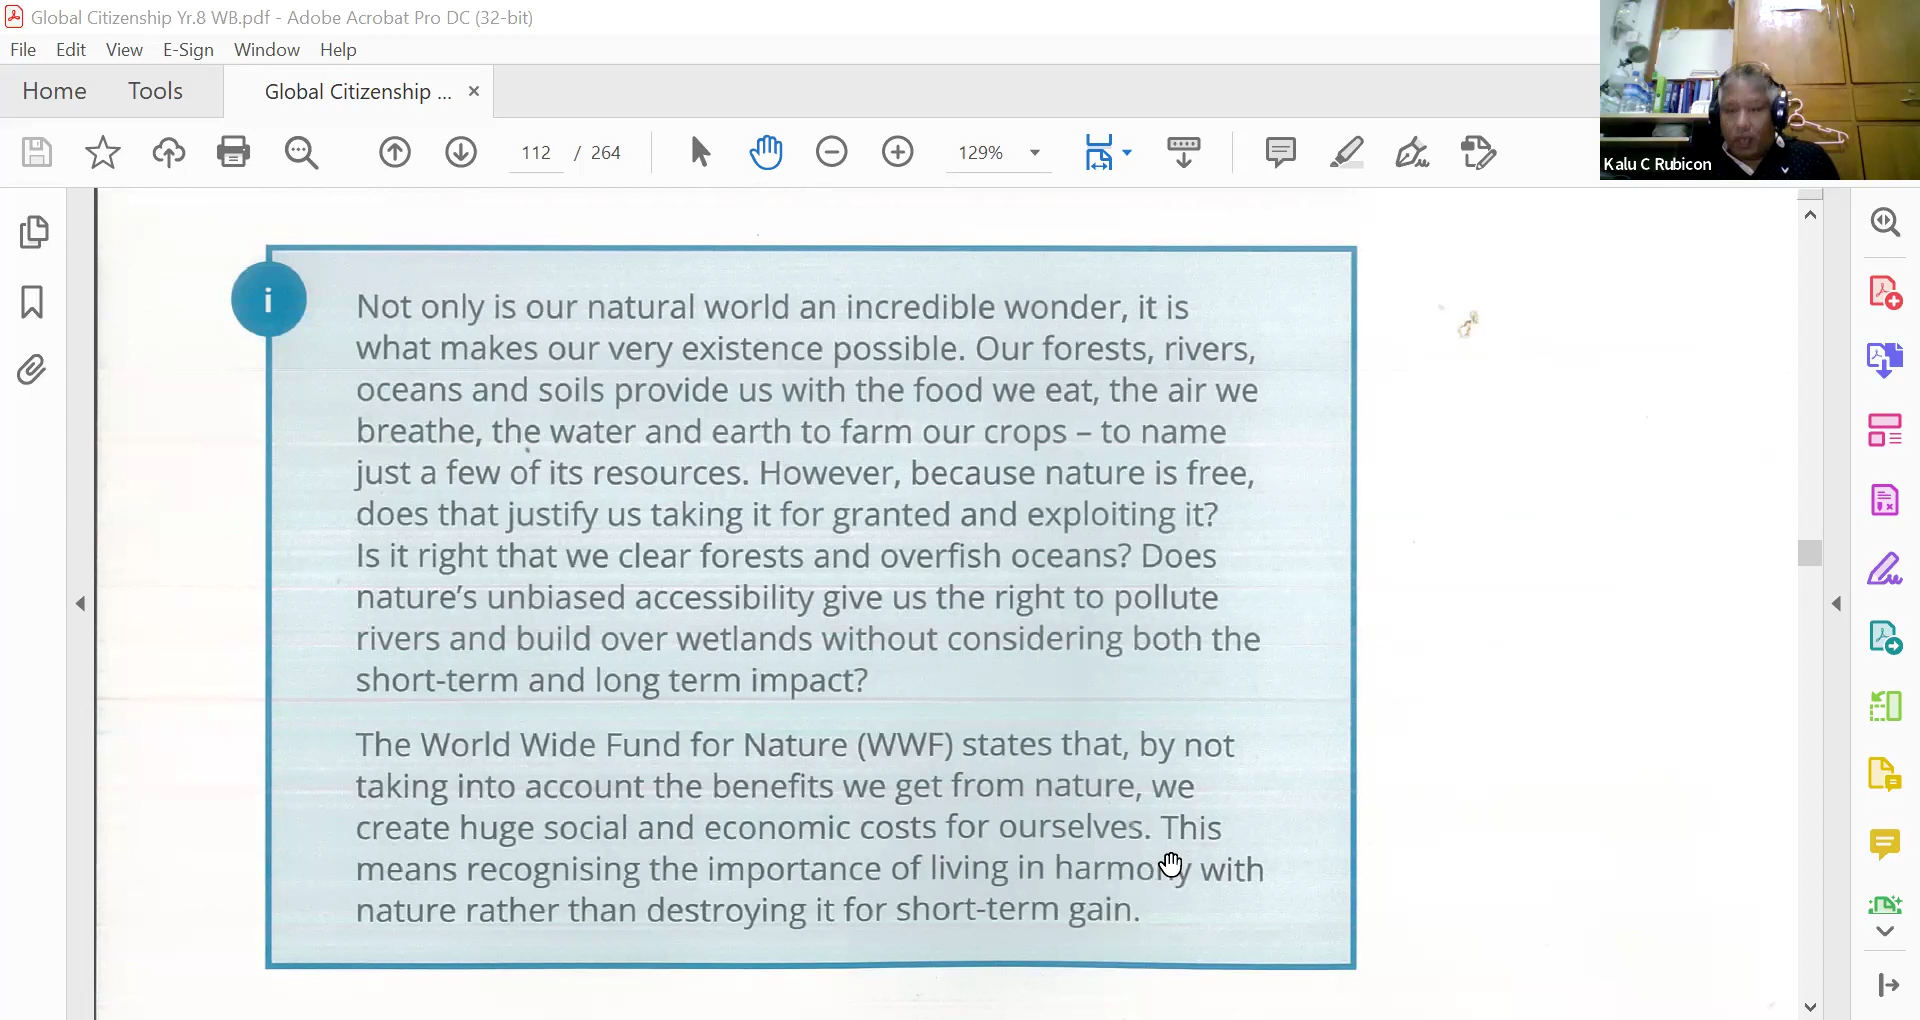 Global Citizenship Yr.8 WB.pdf - Adobe Acrobat Pro DC (32-bit)
File Edit View E-Sign Window Help
Home Tools Global Citizenship ... ×
112 / 264 129%
Kalu C Rubicon
i
Not only is our natural world an incredible wonder, it is
what makes our very existence possible. Our forests, rivers,
oceans and soils provide us with the food we eat, the air we
breathe, the water and earth to farm our crops – to name
just a few of its resources. However, because nature is free,
does that justify us taking it for granted and exploiting it?
Is it right that we clear forests and overfish oceans? Does
nature's unbiased accessibility give us the right to pollute
rivers and build over wetlands without considering both the
short-term and long term impact?
The World Wide Fund for Nature (WWF) states that, by not
taking into account the benefits we get from nature, we
create huge social and economic costs for ourselves. This
means recognising the importance of living in harmony with
nature rather than destroying it for short-term gain.